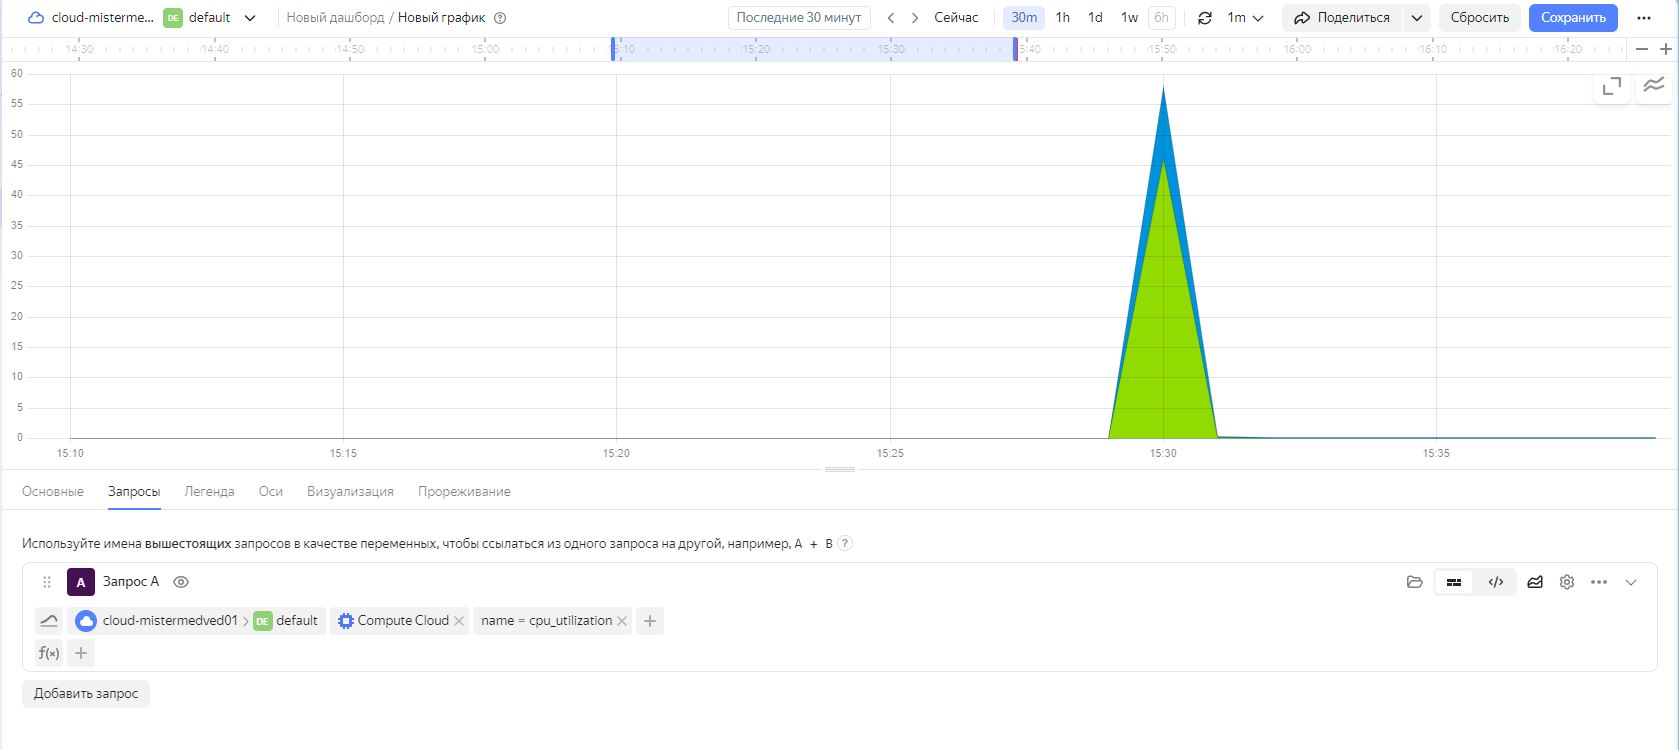 cloud-misterme... DE default Новый дашборд / Новый график Последние 30 минут Сейчас 30m 1h 1d 1w 6h 1m Поделиться Сбросить Сохранить
14:30 14:40 14:50 15:00 15:10 15:20 15:30 15:40 15:50 16:00 16:10 16:20
60
55
50
45
40
35
30
25
20
15
10
5
0
15:10 15:15 15:20 15:25 15:30 15:35
Основные Запросы Легенда Оси Визуализация Прореживание
Используйте имена вышестоящих запросов в качестве переменных, чтобы ссылаться из одного запроса на другой, например, A + B
A Запрос A
cloud-mistermedved01 > DE default Compute Cloud name = cpu_utilization
f(x)
Добавить запрос